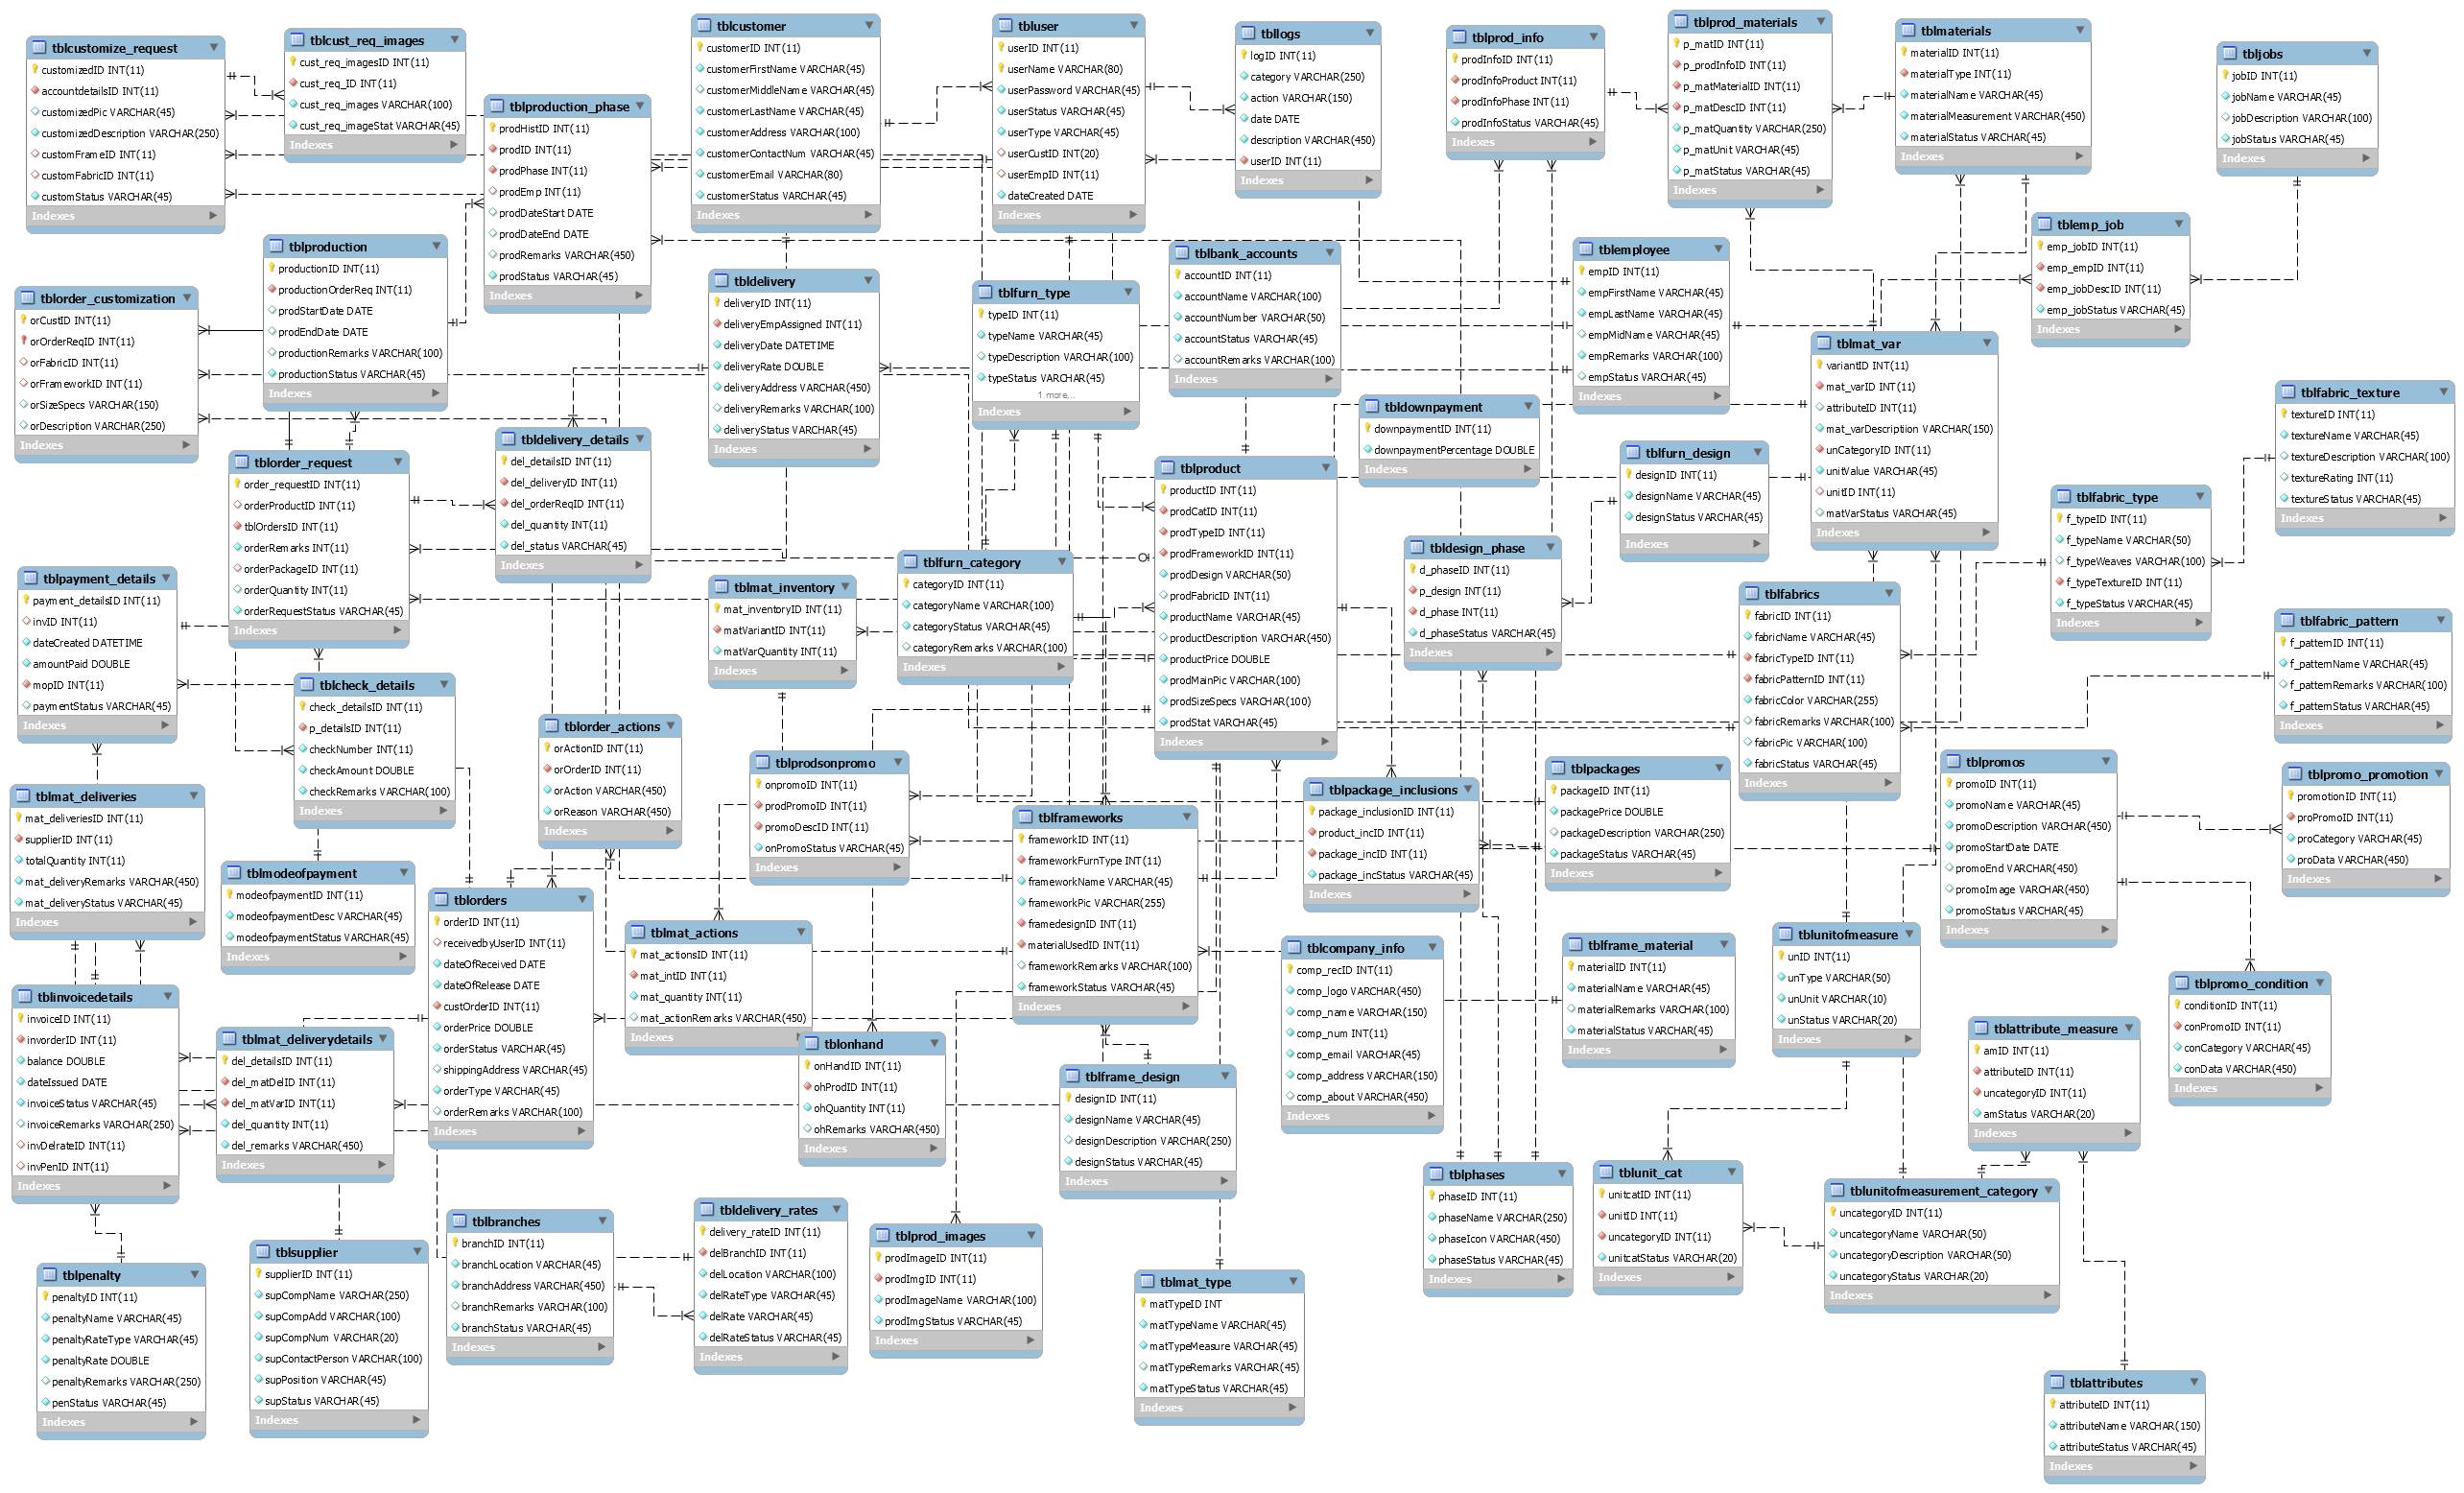 tblcustomize_request
customizedID INT(11)
accountdetailsID INT(11)
customizedPic VARCHAR(45)
customizedDescription VARCHAR(250)
customFrameID INT(11)
customFabricID INT(11)
customStatus VARCHAR(45)
Indexes
tblcust_req_images
cust_req_imagesID INT(11)
cust_req_ID INT(11)
cust_req_images VARCHAR(100)
cust_req_imageStat VARCHAR(45)
Indexes
tblproduction_phase
prodHistID INT(11)
prodID INT(11)
prodPhase INT(11)
prodEmp INT(11)
prodDateStart DATE
prodDateEnd DATE
prodRemarks VARCHAR(450)
prodStatus VARCHAR(45)
Indexes
tblcustomer
customerID INT(11)
customerFirstName VARCHAR(45)
customerMiddleName VARCHAR(45)
customerLastName VARCHAR(45)
customerAddress VARCHAR(100)
customerContactNum VARCHAR(45)
customerEmail VARCHAR(80)
customerStatus VARCHAR(45)
Indexes
tbluser
userID INT(11)
userName VARCHAR(80)
userPassword VARCHAR(45)
userStatus VARCHAR(45)
userType VARCHAR(45)
userCustID INT(20)
userEmpID INT(11)
dateCreated DATE
Indexes
tbllogs
logID INT(11)
category VARCHAR(250)
action VARCHAR(150)
date DATE
description VARCHAR(450)
userID INT(11)
Indexes
tblprod_info
prodInfoID INT(11)
prodInfoProduct INT(11)
prodInfoPhase INT(11)
prodInfoStatus VARCHAR(45)
Indexes
tblprod_materials
p_matID INT(11)
p_prodInfoID INT(11)
p_matMaterialID INT(11)
p_matDescID INT(11)
p_matQuantity VARCHAR(250)
p_matUnit VARCHAR(45)
p_matStatus VARCHAR(45)
Indexes
tblmaterials
materialID INT(11)
materialType INT(11)
materialName VARCHAR(45)
materialMeasurement VARCHAR(450)
materialStatus VARCHAR(45)
Indexes
tbljobs
jobID INT(11)
jobName VARCHAR(45)
jobDescription VARCHAR(100)
jobStatus VARCHAR(45)
Indexes
tblproduction
productionID INT(11)
productionOrderReq INT(11)
prodStartDate DATE
prodEndDate DATE
productionRemarks VARCHAR(100)
productionStatus VARCHAR(45)
Indexes
tblorder_customization
orCustID INT(11)
orOrderReqID INT(11)
orFabricID INT(11)
orFrameworkID INT(11)
orSizeSpecs VARCHAR(150)
orDescription VARCHAR(250)
Indexes
tbldelivery
deliveryID INT(11)
deliveryEmpAssigned INT(11)
deliveryDate DATETIME
deliveryRate DOUBLE
deliveryAddress VARCHAR(450)
deliveryRemarks VARCHAR(100)
deliveryStatus VARCHAR(45)
Indexes
tblfurn_type
typeID INT(11)
typeName VARCHAR(45)
typeDescription VARCHAR(100)
typeStatus VARCHAR(45)
1 more...
Indexes
tblbank_accounts
accountID INT(11)
accountName VARCHAR(100)
accountNumber VARCHAR(50)
accountStatus VARCHAR(45)
accountRemarks VARCHAR(100)
Indexes
tblemployee
empID INT(11)
empFirstName VARCHAR(45)
empLastName VARCHAR(45)
empMidName VARCHAR(45)
empRemarks VARCHAR(100)
empStatus VARCHAR(45)
Indexes
tblemp_job
emp_jobID INT(11)
emp_empID INT(11)
emp_jobDescID INT(11)
emp_jobStatus VARCHAR(45)
Indexes
tblmat_var
variantID INT(11)
mat_varID INT(11)
attributeID INT(11)
mat_varDescription VARCHAR(150)
unCategoryID INT(11)
unitValue VARCHAR(45)
unitID INT(11)
matVarStatus VARCHAR(45)
Indexes
tblfabric_texture
textureID INT(11)
textureName VARCHAR(45)
textureDescription VARCHAR(100)
textureRating INT(11)
textureStatus VARCHAR(45)
Indexes
tbldownpayment
downpaymentID INT(11)
downpaymentPercentage DOUBLE
Indexes
tblfurn_design
designID INT(11)
designName VARCHAR(45)
designStatus VARCHAR(45)
Indexes
tblorder_request
order_requestID INT(11)
orderProductID INT(11)
tblOrdersID INT(11)
orderRemarks INT(11)
orderPackageID INT(11)
orderQuantity INT(11)
orderRequestStatus VARCHAR(45)
Indexes
tbldelivery_details
del_detailsID INT(11)
del_deliveryID INT(11)
del_orderReqID INT(11)
del_quantity INT(11)
del_status VARCHAR(45)
Indexes
tblproduct
productID INT(11)
prodCatID INT(11)
prodTypeID INT(11)
prodFrameworkID INT(11)
prodDesign VARCHAR(50)
prodFabricID INT(11)
productName VARCHAR(45)
productDescription VARCHAR(450)
productPrice DOUBLE
prodMainPic VARCHAR(100)
prodSizeSpecs VARCHAR(100)
prodStat VARCHAR(45)
Indexes
tblfabric_type
f_typeID INT(11)
f_typeName VARCHAR(50)
f_typeWeaves VARCHAR(100)
f_typeTextureID INT(11)
f_typeStatus VARCHAR(45)
Indexes
tbldesign_phase
d_phaseID INT(11)
p_design INT(11)
d_phase INT(11)
d_phaseStatus VARCHAR(45)
Indexes
tblfurn_category
categoryID INT(11)
categoryName VARCHAR(100)
categoryStatus VARCHAR(45)
categoryRemarks VARCHAR(100)
Indexes
tblpayment_details
payment_detailsID INT(11)
invID INT(11)
dateCreated DATETIME
amountPaid DOUBLE
mopID INT(11)
paymentStatus VARCHAR(45)
Indexes
tblmat_inventory
mat_inventoryID INT(11)
matVariantID INT(11)
matVarQuantity INT(11)
Indexes
tblfabrics
fabricID INT(11)
fabricName VARCHAR(45)
fabricTypeID INT(11)
fabricPatternID INT(11)
fabricColor VARCHAR(255)
fabricRemarks VARCHAR(100)
fabricPic VARCHAR(100)
fabricStatus VARCHAR(45)
Indexes
tblfabric_pattern
f_patternID INT(11)
f_patternName VARCHAR(45)
f_patternRemarks VARCHAR(100)
f_patternStatus VARCHAR(45)
Indexes
tblcheck_details
check_detailsID INT(11)
p_detailsID INT(11)
checkNumber INT(11)
checkAmount DOUBLE
checkRemarks VARCHAR(100)
Indexes
tblorder_actions
orActionID INT(11)
orOrderID INT(11)
orAction VARCHAR(450)
orReason VARCHAR(450)
Indexes
tblprodsonpromo
onpromoID INT(11)
prodPromoID INT(11)
promoDescID INT(11)
onPromoStatus VARCHAR(45)
Indexes
tblpackages
packageID INT(11)
packagePrice DOUBLE
packageDescription VARCHAR(250)
packageStatus VARCHAR(45)
Indexes
tblpackage_inclusions
package_inclusionID INT(11)
product_incID INT(11)
package_incID INT(11)
package_incStatus VARCHAR(45)
Indexes
tblpromos
promoID INT(11)
promoName VARCHAR(45)
promoDescription VARCHAR(450)
promoStartDate DATE
promoEnd VARCHAR(450)
promoImage VARCHAR(450)
promoStatus VARCHAR(45)
Indexes
tblpromo_promotion
promotionID INT(11)
proPromoID INT(11)
proCategory VARCHAR(45)
proData VARCHAR(450)
Indexes
tblmat_deliveries
mat_deliveriesID INT(11)
supplierID INT(11)
totalQuantity INT(11)
mat_deliveryRemarks VARCHAR(450)
mat_deliveryStatus VARCHAR(45)
Indexes
tblframeworks
frameworkID INT(11)
frameworkFurnType INT(11)
frameworkName VARCHAR(45)
frameworkPic VARCHAR(255)
framedesignID INT(11)
materialUsedID INT(11)
frameworkRemarks VARCHAR(100)
frameworkStatus VARCHAR(45)
Indexes
tblmodeofpayment
modeofpaymentID INT(11)
modeofpaymentDesc VARCHAR(45)
modeofpaymentStatus VARCHAR(45)
Indexes
tblorders
orderID INT(11)
receivedbyUserID INT(11)
dateOfReceived DATE
dateOfRelease DATE
custOrderID INT(11)
orderPrice DOUBLE
orderStatus VARCHAR(45)
shippingAddress VARCHAR(45)
orderType VARCHAR(45)
orderRemarks VARCHAR(100)
Indexes
tblmat_actions
mat_actionsID INT(11)
mat_intID INT(11)
mat_quantity INT(11)
mat_actionRemarks VARCHAR(450)
Indexes
tblcompany_info
comp_recID INT(11)
comp_logo VARCHAR(450)
comp_name VARCHAR(150)
comp_num INT(11)
comp_email VARCHAR(45)
comp_address VARCHAR(150)
comp_about VARCHAR(450)
Indexes
tblframe_material
materialID INT(11)
materialName VARCHAR(45)
materialRemarks VARCHAR(100)
materialStatus VARCHAR(45)
Indexes
tblunitofmeasure
unID INT(11)
unType VARCHAR(50)
unUnit VARCHAR(10)
unStatus VARCHAR(20)
Indexes
tblpromo_condition
conditionID INT(11)
conPromoID INT(11)
conCategory VARCHAR(45)
conData VARCHAR(450)
Indexes
tblinvoicedetails
invoiceID INT(11)
invorderID INT(11)
balance DOUBLE
dateIssued DATE
invoiceStatus VARCHAR(45)
invoiceRemarks VARCHAR(250)
invDelrateID INT(11)
invPenID INT(11)
Indexes
tblmat_deliverydetails
del_detailsID INT(11)
del_matDelID INT(11)
del_matVarID INT(11)
del_quantity INT(11)
del_remarks VARCHAR(450)
Indexes
tblonhand
onHandID INT(11)
ohProdID INT(11)
ohQuantity INT(11)
ohRemarks VARCHAR(450)
Indexes
tblattribute_measure
amID INT(11)
attributeID INT(11)
uncategoryID INT(11)
amStatus VARCHAR(20)
Indexes
tblframe_design
designID INT(11)
designName VARCHAR(45)
designDescription VARCHAR(250)
designStatus VARCHAR(45)
Indexes
tblphases
phaseID INT(11)
phaseName VARCHAR(250)
phaseIcon VARCHAR(450)
phaseStatus VARCHAR(45)
Indexes
tblunit_cat
unitcatID INT(11)
unitID INT(11)
uncategoryID INT(11)
unitcatStatus VARCHAR(20)
Indexes
tblunitofmeasurement_category
uncategoryID INT(11)
uncategoryName VARCHAR(50)
uncategoryDescription VARCHAR(50)
uncategoryStatus VARCHAR(20)
Indexes
tblpenalty
penaltyID INT(11)
penaltyName VARCHAR(45)
penaltyRateType VARCHAR(45)
penaltyRate DOUBLE
penaltyRemarks VARCHAR(250)
penStatus VARCHAR(45)
Indexes
tblsupplier
supplierID INT(11)
supCompName VARCHAR(250)
supCompAdd VARCHAR(100)
supCompNum VARCHAR(20)
supContactPerson VARCHAR(100)
supPosition VARCHAR(45)
supStatus VARCHAR(45)
Indexes
tblbranches
branchID INT(11)
branchLocation VARCHAR(45)
branchAddress VARCHAR(450)
branchRemarks VARCHAR(100)
branchStatus VARCHAR(45)
Indexes
tbldelivery_rates
delivery_rateID INT(11)
delBranchID INT(11)
delLocation VARCHAR(100)
delRateType VARCHAR(45)
delRate VARCHAR(45)
delRateStatus VARCHAR(45)
Indexes
tblprod_images
prodImageID INT(11)
prodImgID INT(11)
prodImageName VARCHAR(100)
prodImgStatus VARCHAR(45)
Indexes
tblmat_type
matTypeID INT
matTypeName VARCHAR(45)
matTypeMeasure VARCHAR(45)
matTypeRemarks VARCHAR(45)
matTypeStatus VARCHAR(45)
Indexes
tblattributes
attributeID INT(11)
attributeName VARCHAR(150)
attributeStatus VARCHAR(45)
Indexes